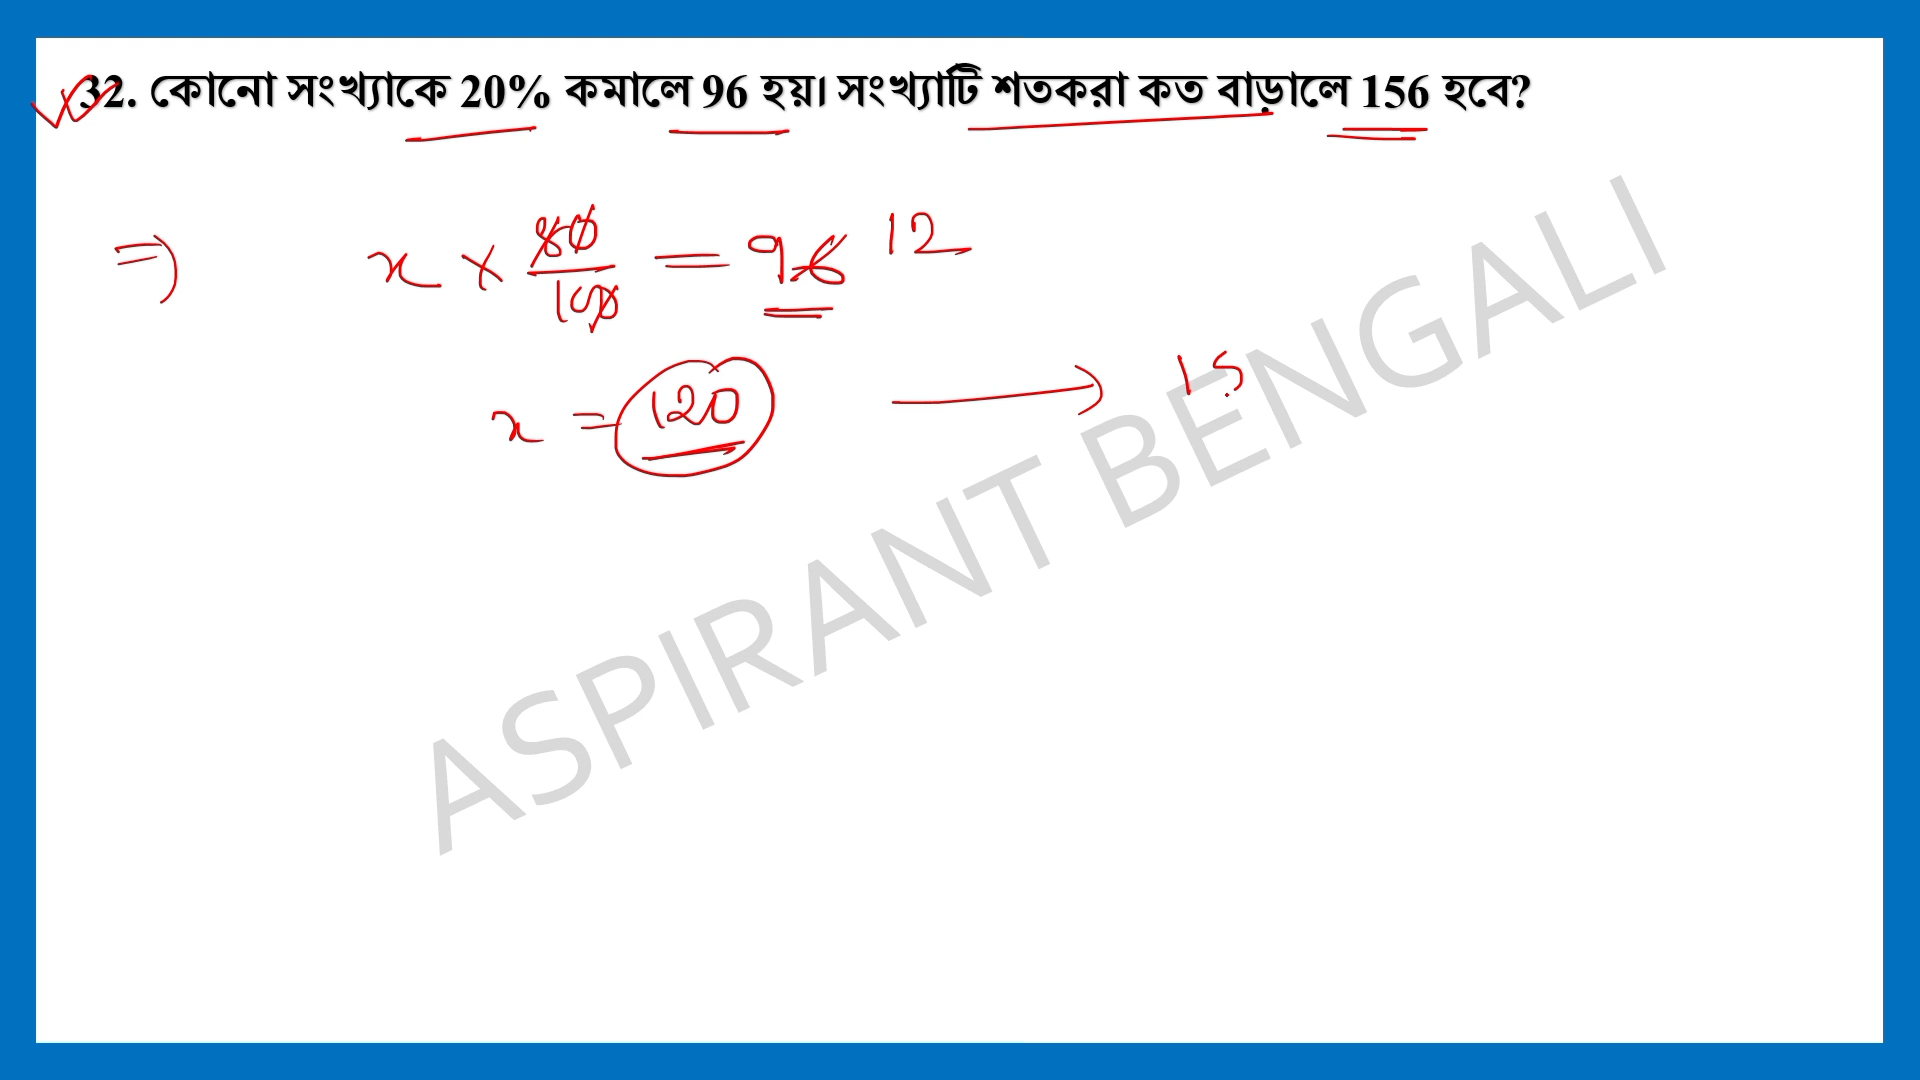 32. কোনো সংখ্যাকে 20% কমালে 96 হয়। সংখ্যাটি শতকরা কত বাড়ালে 156 হবে?
⇒ x × 80/100 = 96 12
x = 120 → 15
ASPIRANT BENGALI